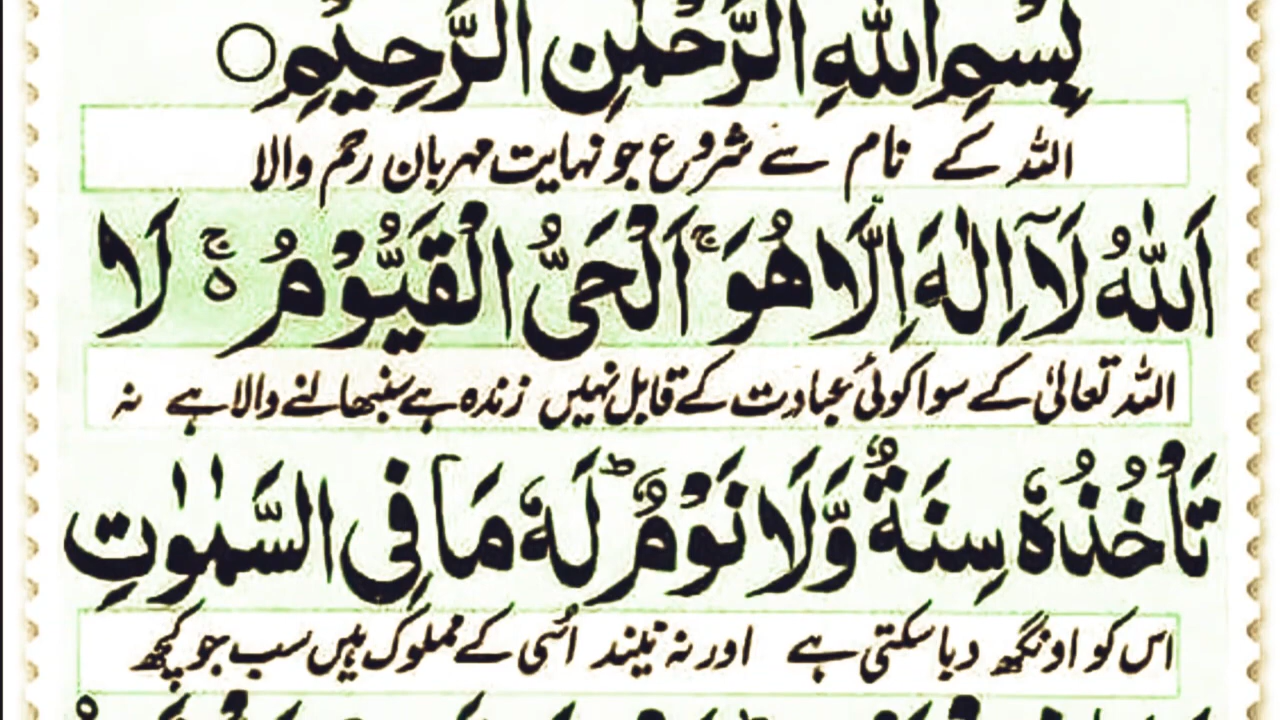 بِسْمِ اللهِ الرَّحْمٰنِ الرَّحِيْمِ ○
اللہ کے نام سے شروع جو نہایت مہربان رحم والا
اَللّٰهُ لَاۤ اِلٰهَ اِلَّا هُوَ ۚ اَلْحَیُّ الْقَیُّوْمُ ۬ۚ لَا
اللہ تعالیٰ کے سوا کوئی عبادت کے قابل نہیں زندہ ہے سنبھالنے والا ہے نہ
تَاْخُذُهٗ سِنَةٌ وَّلَا نَوْمٌ ؕ لَهٗ مَا فِی السَّمٰوٰتِ
اس کو اونگھ دبا سکتی ہے اور نہ نیند اسُی کے مملوک ہیں سب جو کچھ